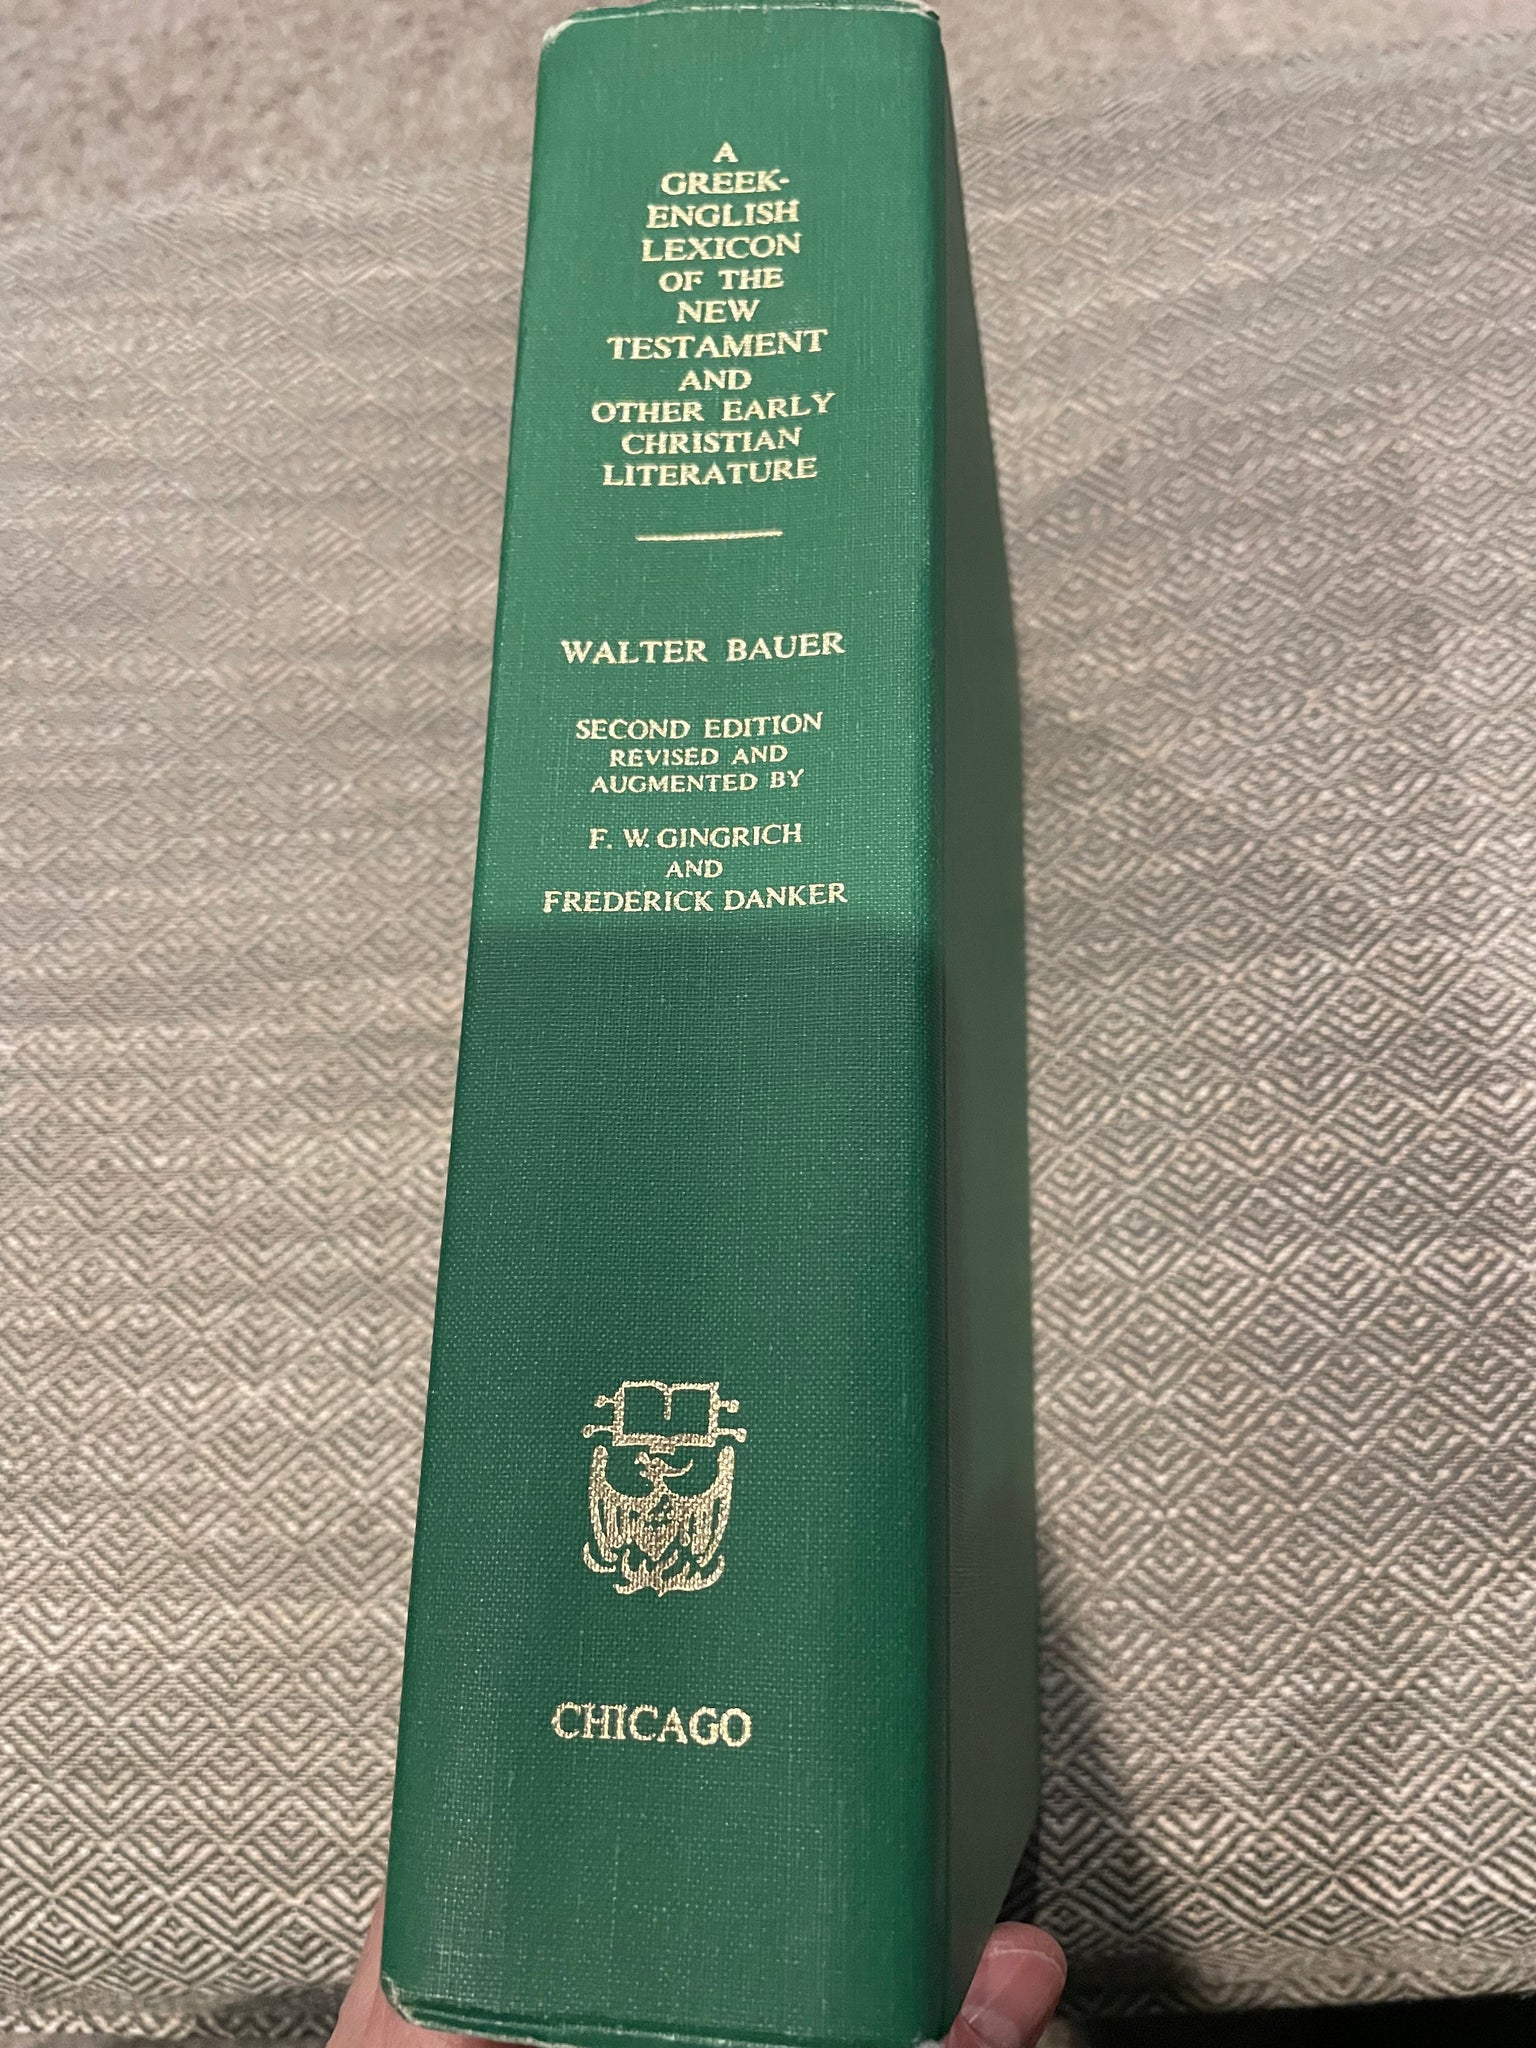 A
GREEK-
ENGLISH
LEXICON
OF THE
NEW
TESTAMENT
AND
OTHER EARLY
CHRISTIAN
LITERATURE
WALTER BAUER
SECOND EDITION
REVISED AND
AUGMENTED BY
F. W. GINGRICH
AND
FREDERICK DANKER
CHICAGO